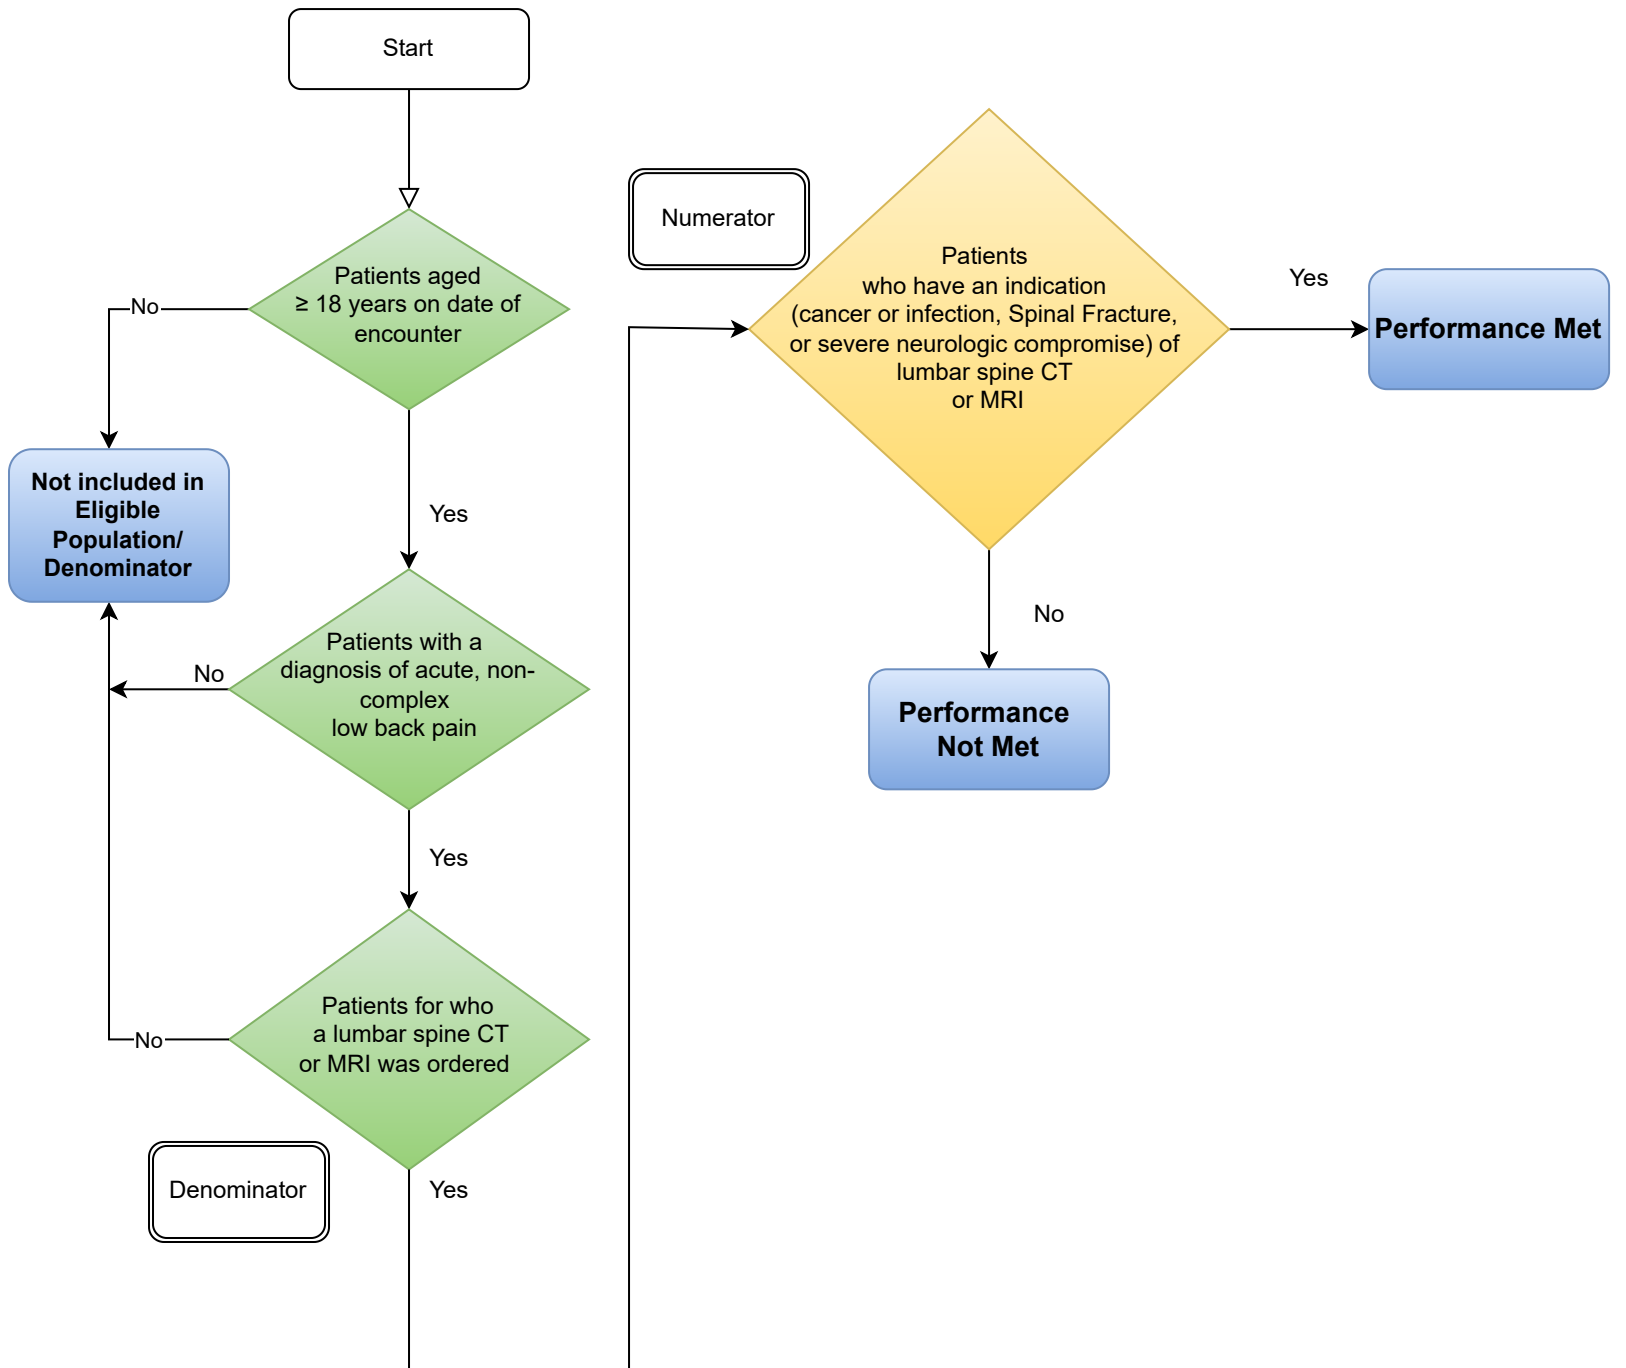 Start
Patients aged
≥ 18 years on date of
encounter
No
Not included in
Eligible
Population/
Denominator
Yes
Patients with a
diagnosis of acute, non-
complex
low back pain
No
Yes
Patients for who
a lumbar spine CT
or MRI was ordered
No
Denominator
Yes
Numerator
Patients
who have an indication
(cancer or infection, Spinal Fracture,
or severe neurologic compromise) of
lumbar spine CT
or MRI
Yes
Performance Met
No
Performance
Not Met